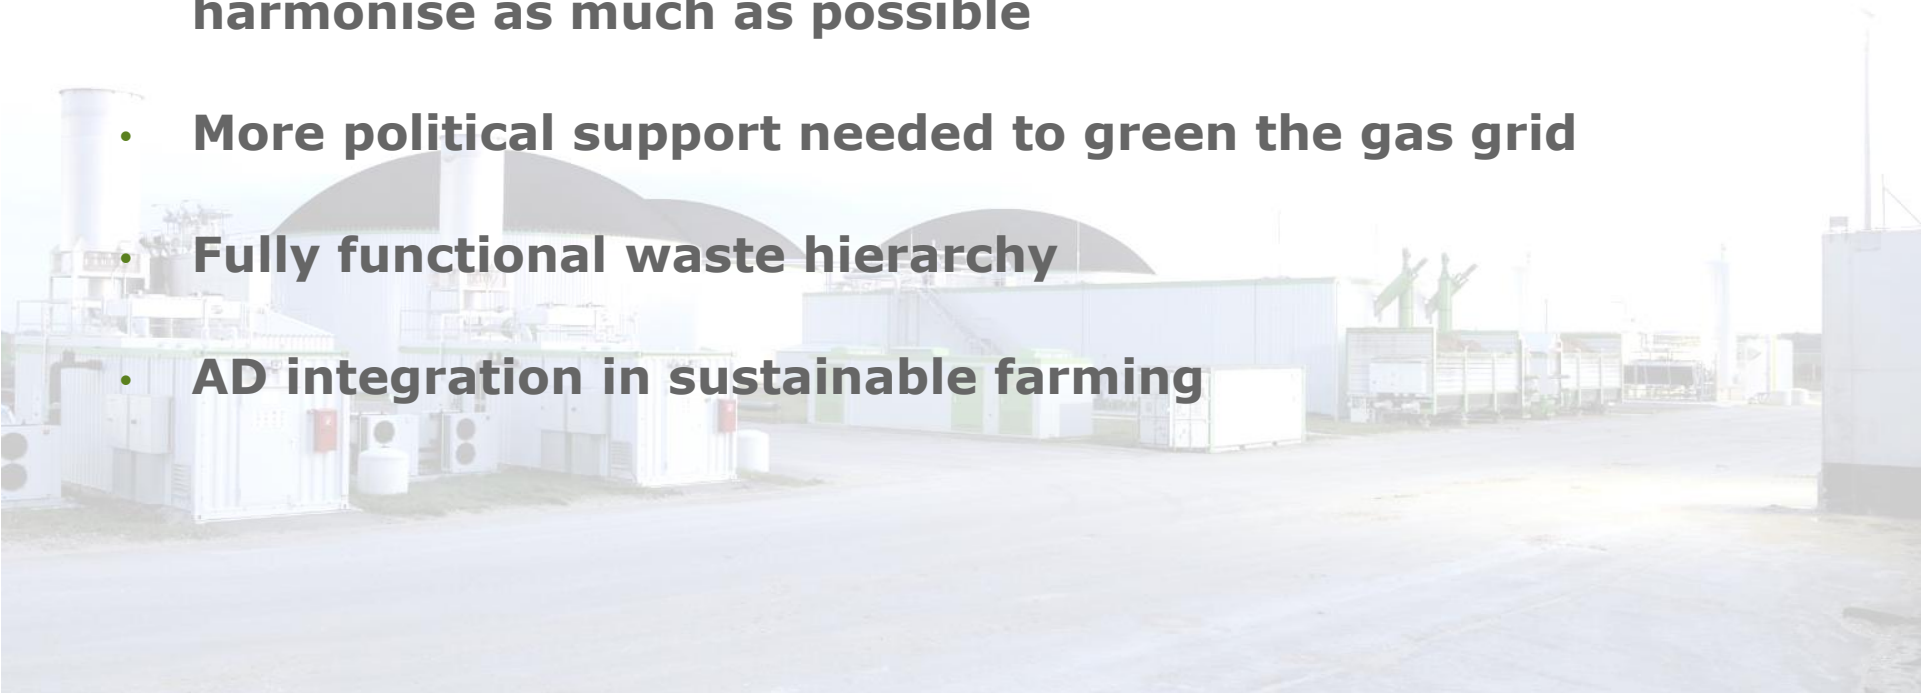 harmonise as much as possible
• More political support needed to green the gas grid
• Fully functional waste hierarchy
• AD integration in sustainable farming